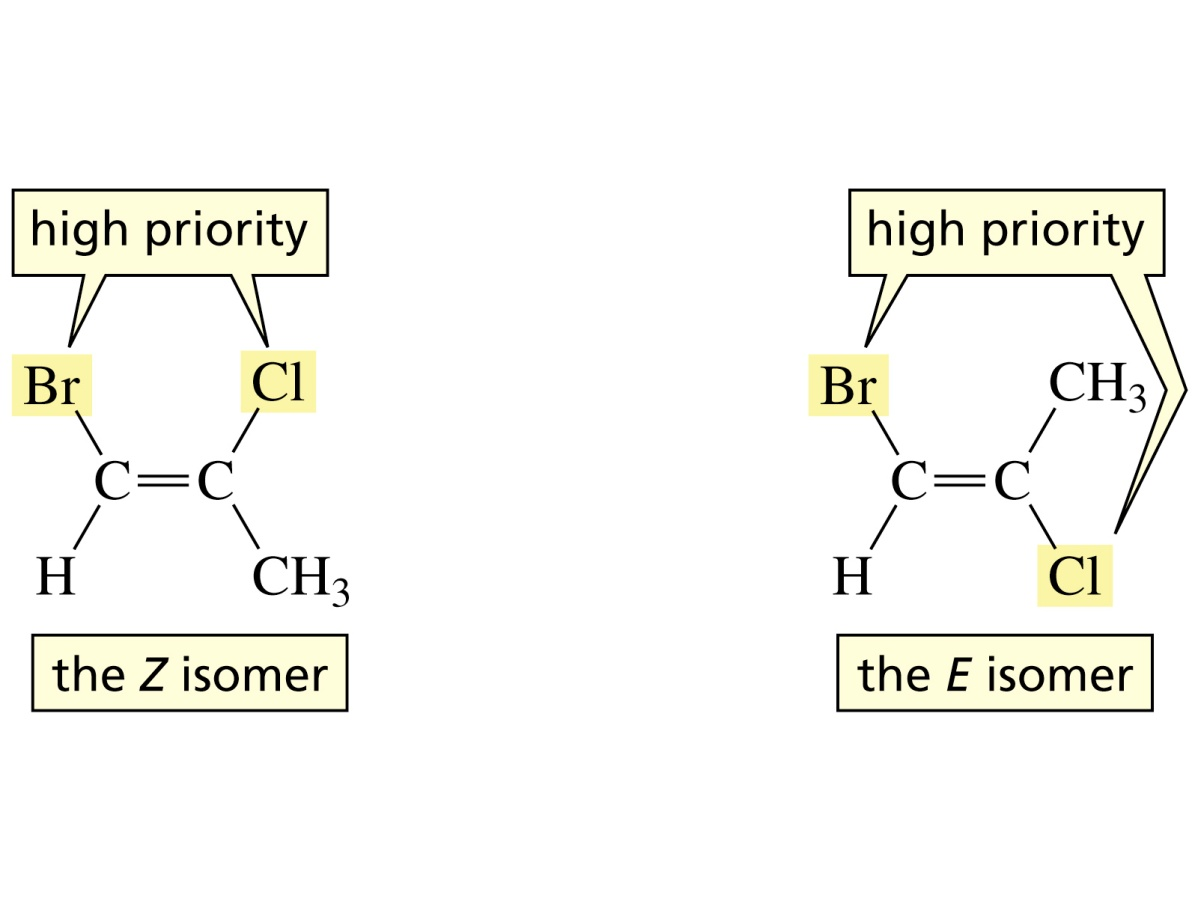 high priority
Br
Cl
C=C
H
CH₃
the Z isomer
high priority
Br
CH₃
C=C
H
Cl
the E isomer